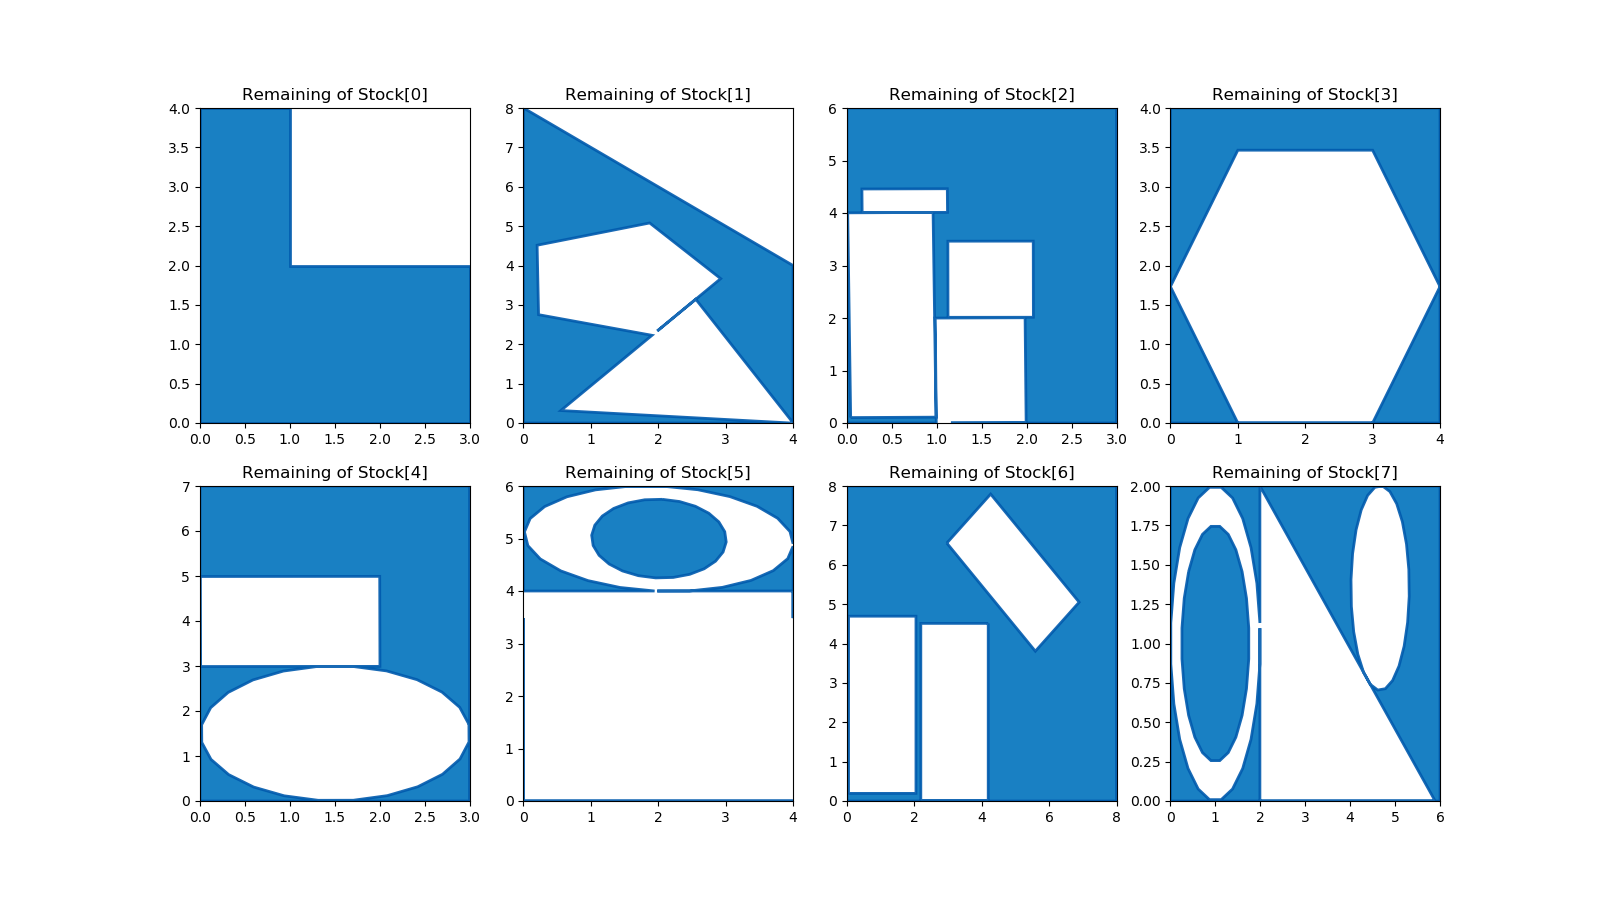 Remaining of Stock[0] Remaining of Stock[1] Remaining of Stock[2] Remaining of Stock[3]
4.0 8 6 4.0
3.5 7 3.5
5
3.0 6 3.0
2.5 5 4 2.5
2.0 4 3 2.0
1.5 3 1.5
2
1.0 2 1.0
0.5 1 1 0.5
0.0 0 0 0.0
0.0 0.5 1.0 1.5 2.0 2.5 3.0 0 1 2 3 4 0.0 0.5 1.0 1.5 2.0 2.5 3.0 0 1 2 3 4
Remaining of Stock[4] Remaining of Stock[5] Remaining of Stock[6] Remaining of Stock[7]
7 6 8 2.00
6 7 1.75
5
5 6 1.50
4 4 5 1.25
3 3 4 1.00
2 2 3 0.75
2 0.50
1 1 1 0.25
0 0 0 0.00
0.0 0.5 1.0 1.5 2.0 2.5 3.0 0 1 2 3 4 0 2 4 6 8 0 1 2 3 4 5 6